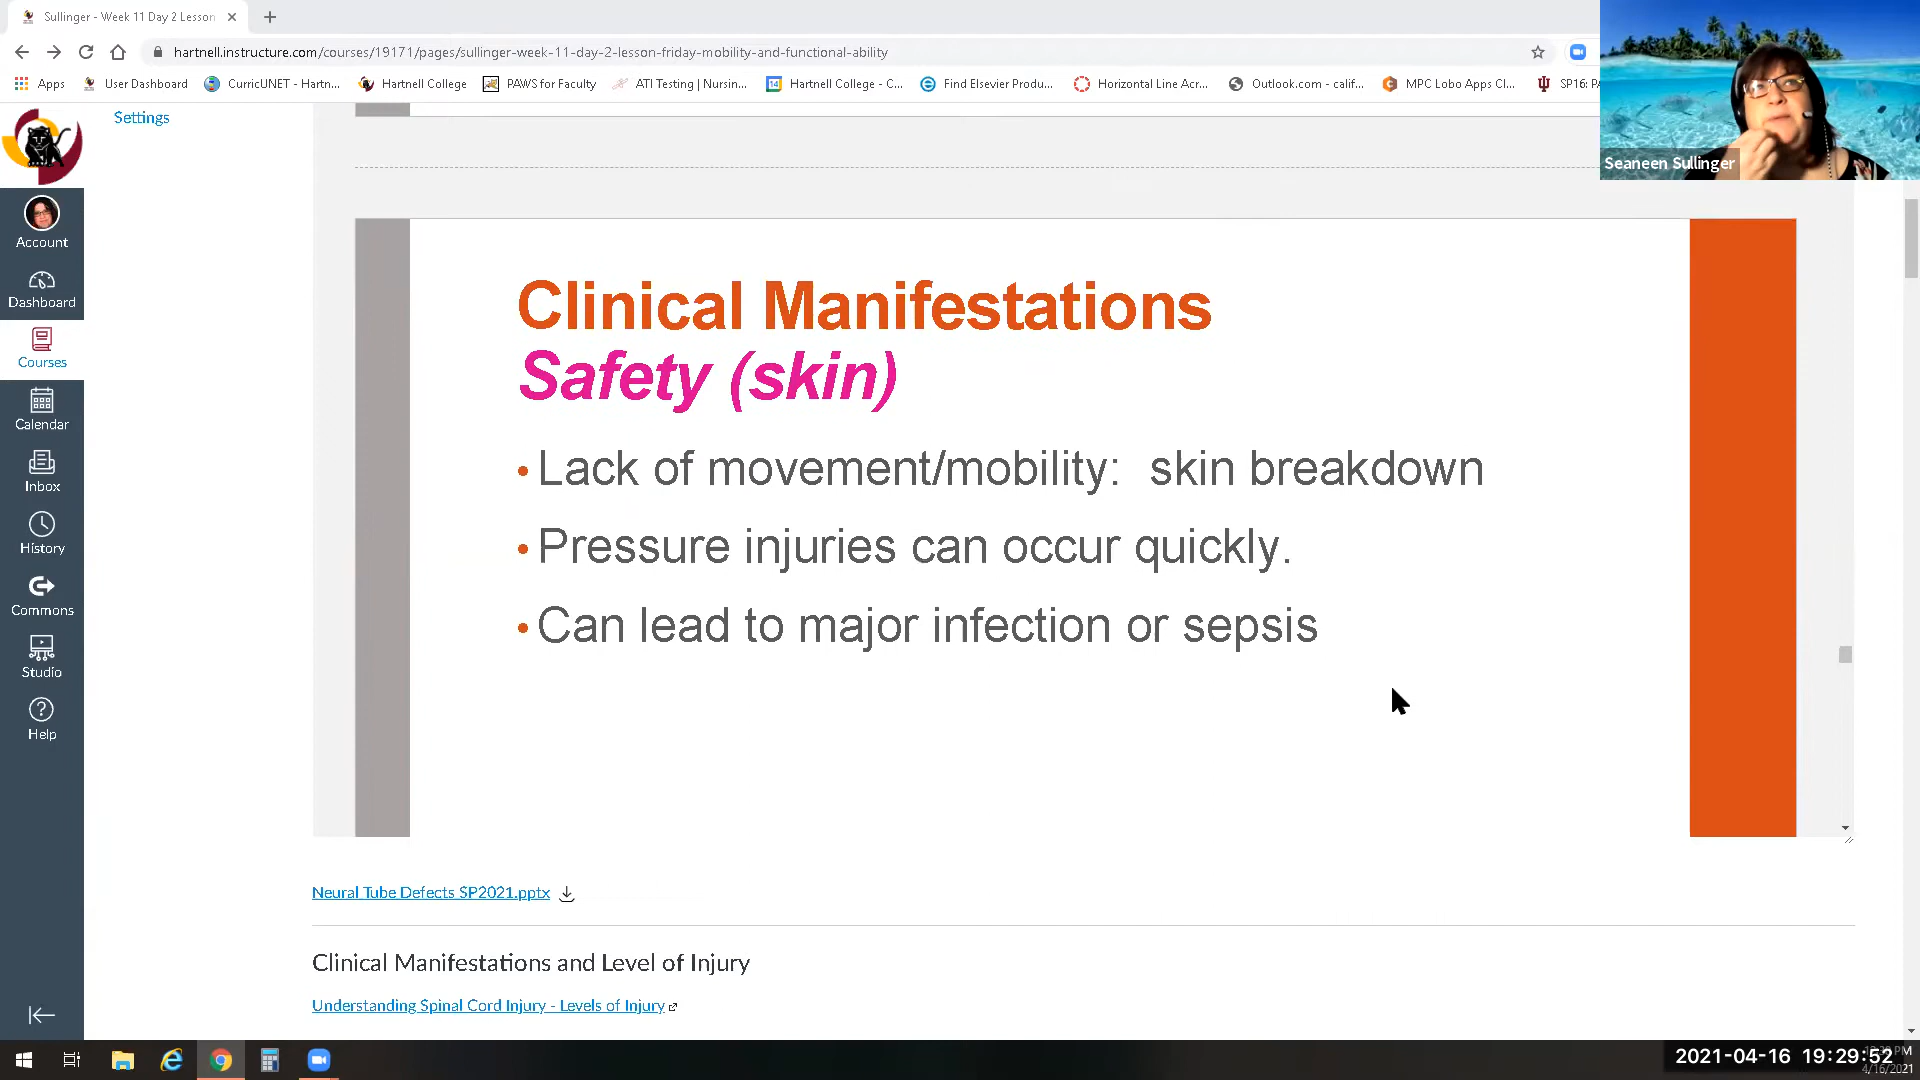 Sullinger - Week 11 Day 2 Lesson
hartnell.instructure.com/courses/19171/pages/sullinger-week-11-day-2-lesson-friday-mobility-and-functional-ability
Apps
User Dashboard
CurricUNET - Hartn...
Hartnell College
PAWS for Faculty
ATI Testing | Nursin...
14
Hartnell College - C...
Find Elsevier Produ...
Horizontal Line Acr...
Outlook.com - calif...
MPC Lobo Apps Cl...
SP16:
Seaneen Sullinger
Settings
Account
Dashboard
Courses
Calendar
Inbox
History
Commons
Studio
Help
Clinical Manifestations
Safety (skin)
• Lack of movement/mobility: skin breakdown
• Pressure injuries can occur quickly.
• Can lead to major infection or sepsis
Neural Tube Defects SP2021.pptx
Clinical Manifestations and Level of Injury
Understanding Spinal Cord Injury - Levels of Injury
2021-04-16 19:29:52
4/16/2021